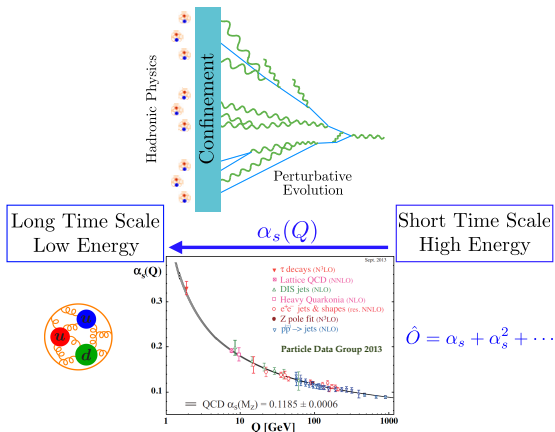 Hadronic Physics
Confinement
Perturbative
Evolution
Long Time Scale
Low Energy
αₛ(Q)
Short Time Scale
High Energy
Sept. 2013
αₛ(Q)
τ decays (N³LO)
Lattice QCD (NNLO)
DIS jets (NLO)
Heavy Quarkonia (NLO)
e⁺e⁻ jets & shapes (res. NNLO)
Z pole fit (N³LO)
pp̄ –> jets (NLO)
Particle Data Group 2013
0.3
0.2
0.1
QCD αₛ(M_Z) = 0.1185 ± 0.0006
1 10 100 1000
Q [GeV]
u
u
d
Ô = αₛ + αₛ² + ···